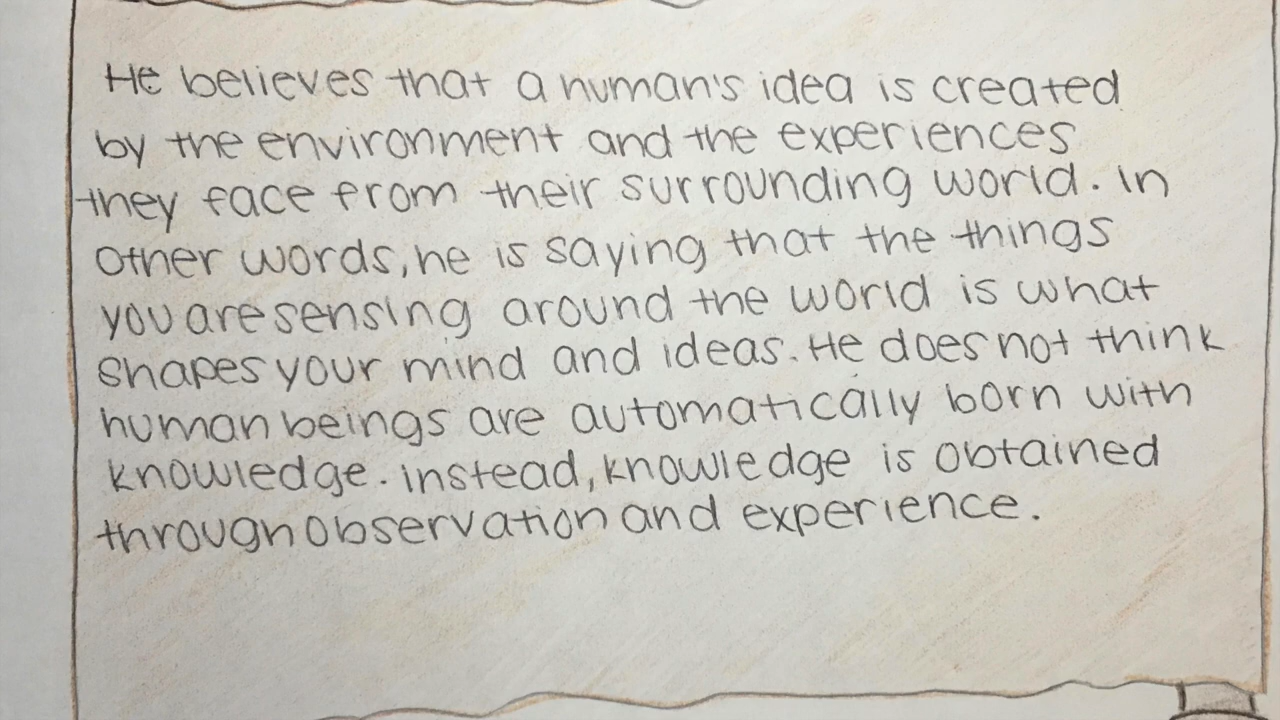 He believes that a human's idea is created
by the environment and the experiences
they face from their surrounding world. In
other words, he is saying that the things
you are sensing around the world is what
shapes your mind and ideas. He does not think
human beings are automatically born with
knowledge. instead, knowledge is obtained
through observation and experience.